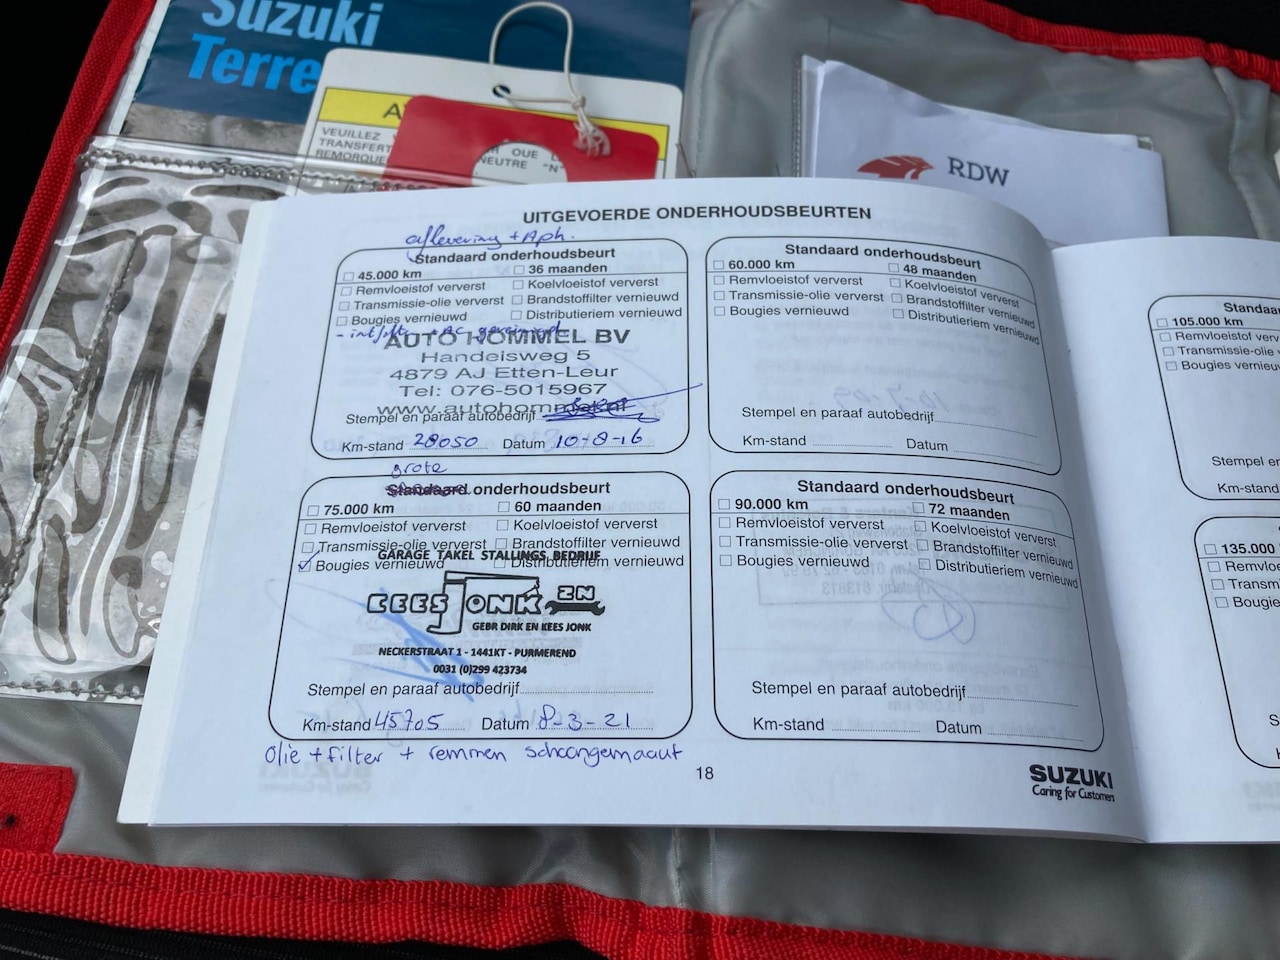 Suzuki
Terre
VEUILLEZ
TRANSFERT
REMORQUE
QUE
NEUTRE "N"
RDW
UITGEVOERDE ONDERHOUDSBEURTEN
aflevering + Aph.
Standaard onderhoudsbeurt
45.000 km 36 maanden
Remvloeistof ververst Koelvloeistof ververst
Transmissie-olie ververst Brandstoffilter vernieuwd
Bougies vernieuwd Distributieriem vernieuwd
AUTO HOMMEL BV
Handelsweg 5
4879 AJ Etten-Leur
Tel: 076-5015967
Stempel en paraaf autobedrijf
Km-stand 28050 Datum 10-8-16
Standaard onderhoudsbeurt
60.000 km 48 maanden
Remvloeistof ververst Koelvloeistof ververst
Transmissie-olie ververst Brandstoffilter vernieuwd
Bougies vernieuwd Distributieriem vernieuwd
Stempel en paraaf autobedrijf
Km-stand Datum
grote
Standaard onderhoudsbeurt
75.000 km 60 maanden
Remvloeistof ververst Koelvloeistof ververst
Transmissie-olie ververst Brandstoffilter vernieuwd
Bougies vernieuwd Distributieriem vernieuwd
GARAGE TAKEL STALLINGS BEDRIJF
KEES JONK ZN
GEBR DIRK EN KEES JONK
NECKERSTRAAT 1 - 1441KT - PURMEREND
0031 (0)299 423734
Stempel en paraaf autobedrijf
Km-stand 45705 Datum 8-3-21
Olie + filter + remmen schoongemaakt
Standaard onderhoudsbeurt
90.000 km 72 maanden
Remvloeistof ververst Koelvloeistof ververst
Transmissie-olie ververst Brandstoffilter vernieuwd
Bougies vernieuwd Distributieriem vernieuwd
Stempel en paraaf autobedrijf
Km-stand Datum
18
SUZUKI
Caring for Customers
Standaa
105.000 km
Remvloeistof verv
Transmissie-olie
Bougies vernieuw
Stempel en
Km-stand
Stan
135.000
Remvloe
Transm
Bougie